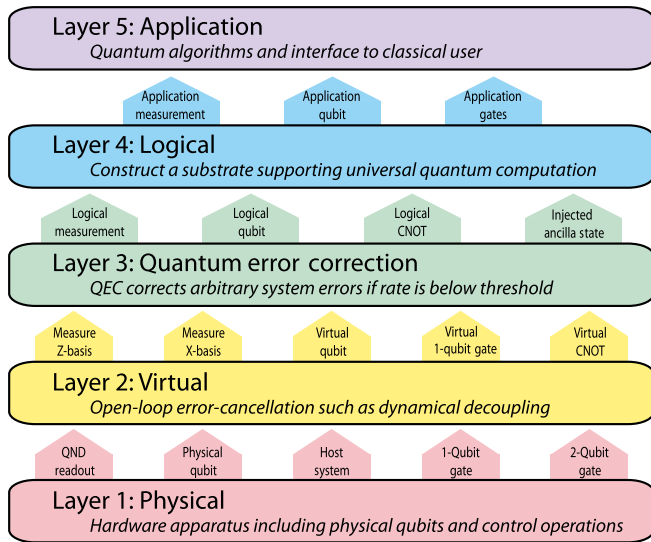 Layer 5: Application
Quantum algorithms and interface to classical user
Application
measurement
Application
qubit
Application
gates
Layer 4: Logical
Construct a substrate supporting universal quantum computation
Logical
measurement
Logical
qubit
Logical
CNOT
Injected
ancilla state
Layer 3: Quantum error correction
QEC corrects arbitrary system errors if rate is below threshold
Measure
Z-basis
Measure
X-basis
Virtual
qubit
Virtual
1-qubit gate
Virtual
CNOT
Layer 2: Virtual
Open-loop error-cancellation such as dynamical decoupling
QND
readout
Physical
qubit
Host
system
1-Qubit
gate
2-Qubit
gate
Layer 1: Physical
Hardware apparatus including physical qubits and control operations